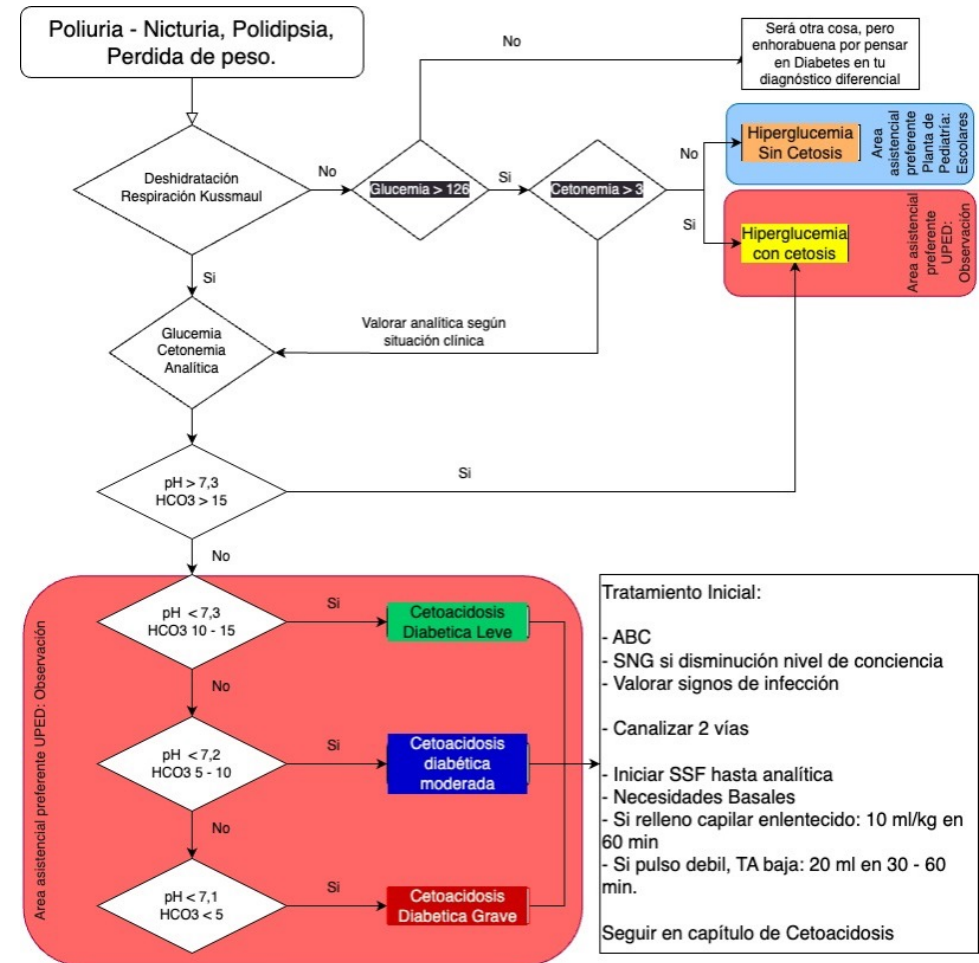 Poliuria - Nicturia, Polidipsia,
Perdida de peso.
No
Será otra cosa, pero
enhorabuena por pensar
en Diabetes en tu
diagnóstico diferencial
Deshidratación
Respiración Kussmaul
No
Glucemia > 126
Si
Cetonemia > 3
No
Hiperglucemia
Sin Cetosis
Area
asistencial
preferente
Planta de
Pediatría:
Escolares
Si
Hiperglucemia
con cetosis
Area asistencial
preferente
UPED:
Observación
Si
Glucemia
Cetonemia
Analítica
Valorar analítica según
situación clínica
pH > 7,3
HCO3 > 15
Si
No
Area asistencial preferente UPED: Observación
pH < 7,3
HCO3 10 - 15
Si
Cetoacidosis
Diabetica Leve
No
pH < 7,2
HCO3 5 - 10
Si
Cetoacidosis
diabética
moderada
No
pH < 7,1
HCO3 < 5
Si
Cetoacidosis
Diabetica Grave
Tratamiento Inicial:
- ABC
- SNG si disminución nivel de conciencia
- Valorar signos de infección
- Canalizar 2 vías
- Iniciar SSF hasta analítica
- Necesidades Basales
- Si relleno capilar enlentecido: 10 ml/kg en
60 min
- Si pulso debil, TA baja: 20 ml en 30 - 60
min.
Seguir en capítulo de Cetoacidosis